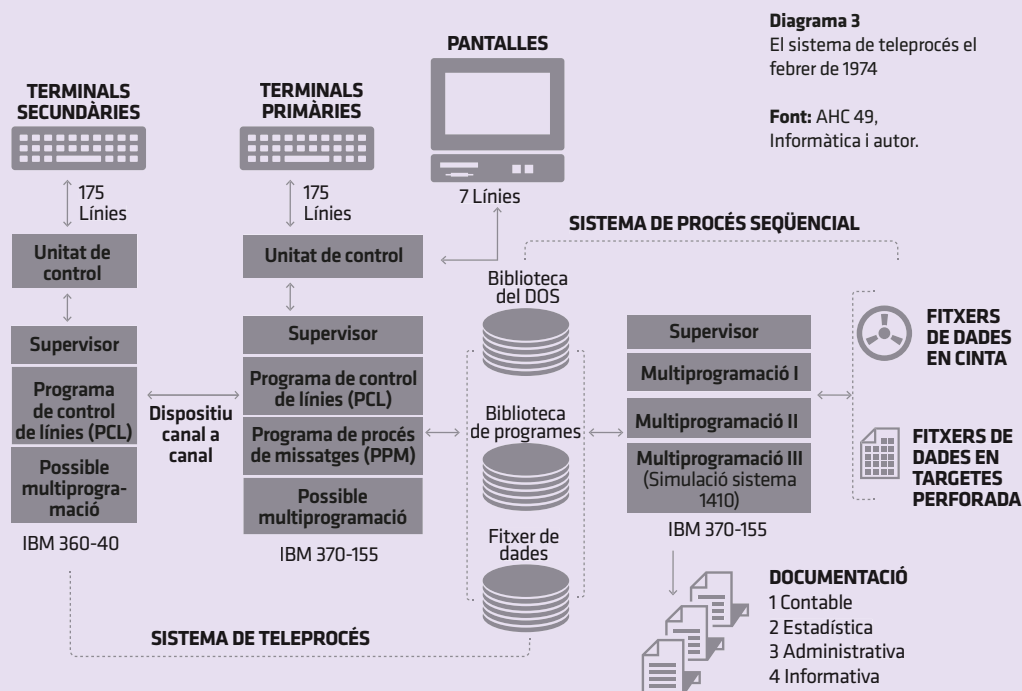 Diagrama 3
El sistema de teleprocés el
febrer de 1974
Font: AHC 49,
Informàtica i autor.
PANTALLES
TERMINALS
SECUNDÀRIES
TERMINALS
PRIMÀRIES
175
Línies
175
Línies
7 Línies
SISTEMA DE PROCÉS SEQÜENCIAL
Unitat de
control
Unitat de control
Biblioteca
del DOS
Supervisor
Programa
de control
de línies (PCL)
Possible
multiprogra-
mació
IBM 360-40
Dispositiu
canal a
canal
Supervisor
Programa de control
de línies (PCL)
Programa de procés
de missatges (PPM)
Possible
multiprogramació
IBM 370-155
Biblioteca
de programes
Fitxer de
dades
Supervisor
Multiprogramació I
Multiprogramació II
Multiprogramació III
(Simulació sistema
1410)
IBM 370-155
FITXERS
DE DADES
EN CINTA
FITXERS DE
DADES EN
TARGETES
PERFORADA
SISTEMA DE TELEPROCÉS
DOCUMENTACIÓ
1 Contable
2 Estadística
3 Administrativa
4 Informativa